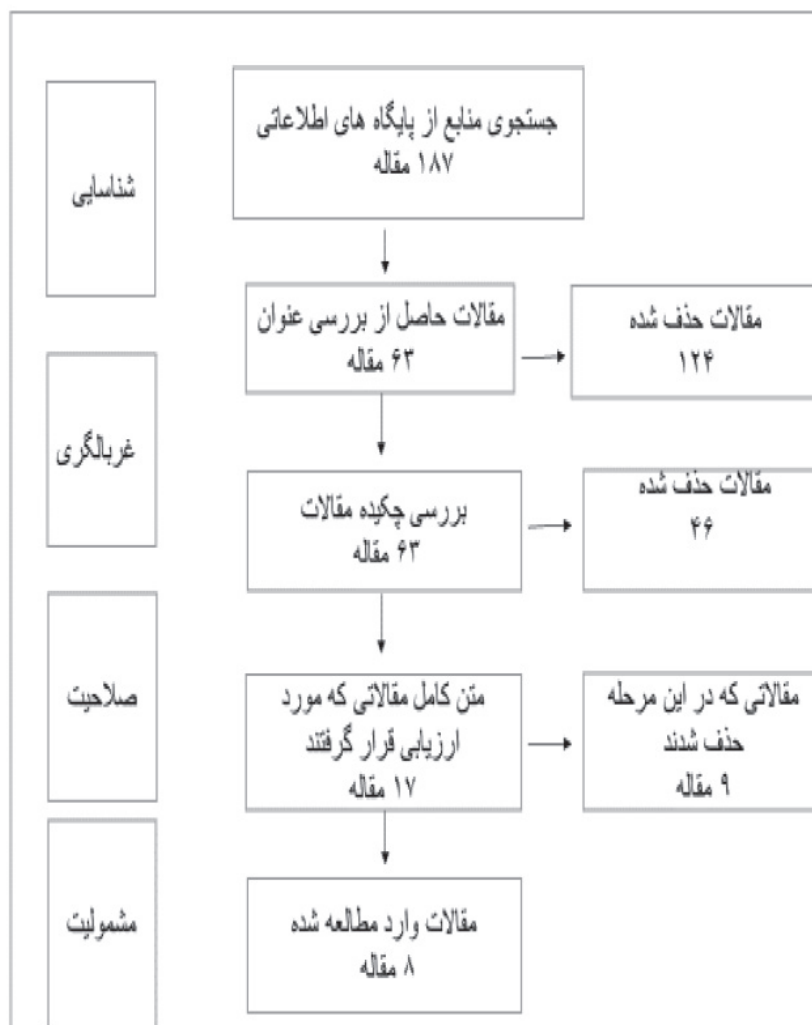 شناسایی
جستجوی منابع از پایگاه های اطلاعاتی
۱۸۷ مقاله
مقالات حاصل از بررسی عنوان
۶۳ مقاله
مقالات حذف شده
۱۲۴
غربالگری
بررسی چکیده مقالات
۶۳ مقاله
مقالات حذف شده
۴۶
صلاحیت
متن کامل مقالاتی که مورد
ارزیابی قرار گرفتند
۱۷ مقاله
مقالاتی که در این مرحله
حذف شدند
۹ مقاله
مشمولیت
مقالات وارد مطالعه شده
۸ مقاله